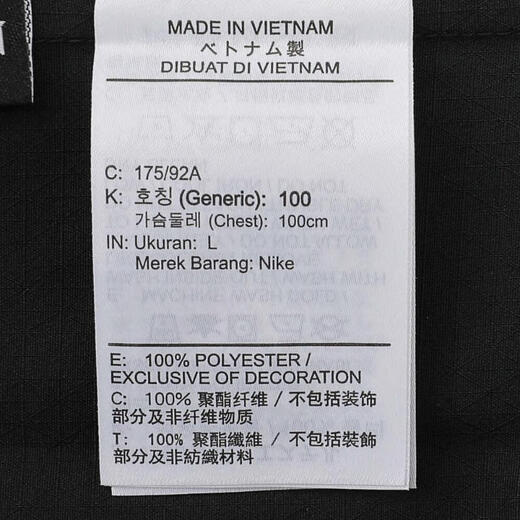 MADE IN VIETNAM
ベトナム製
DIBUAT DI VIETNAM
C: 175/92A
K: 호칭 (Generic): 100
가슴둘레 (Chest): 100cm
IN: Ukuran: L
Merek Barang: Nike
E: 100% POLYESTER /
EXCLUSIVE OF DECORATION
C: 100% 聚酯纤维 / 不包括装饰
部分及非纤维物质
T: 100% 聚酯纖維 / 不包括裝飾
部分及非紡織材料